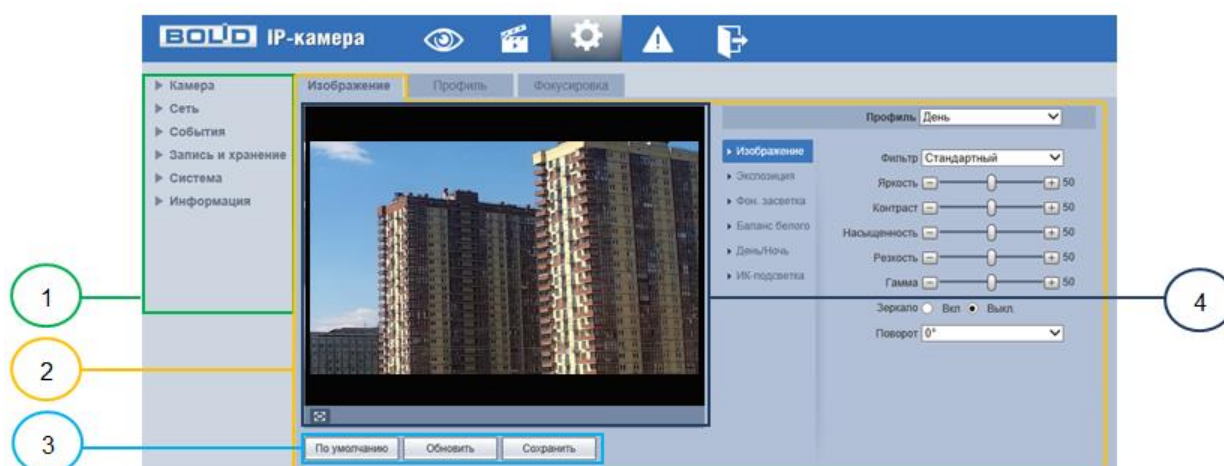 BOLID IP-камера
Камера
Сеть
События
Запись и хранение
Система
Информация
Изображение Профиль Фокусировка
Профиль День
Изображение
Экспозиция
Фон. засветка
Баланс белого
День/Ночь
ИК-подсветка
Фильтр Стандартный
Яркость 50
Контраст 50
Насыщенность 50
Резкость 50
Гамма 50
Зеркало Вкл Выкл
Поворот 0°
По умолчанию Обновить Сохранить
1
2
3
4